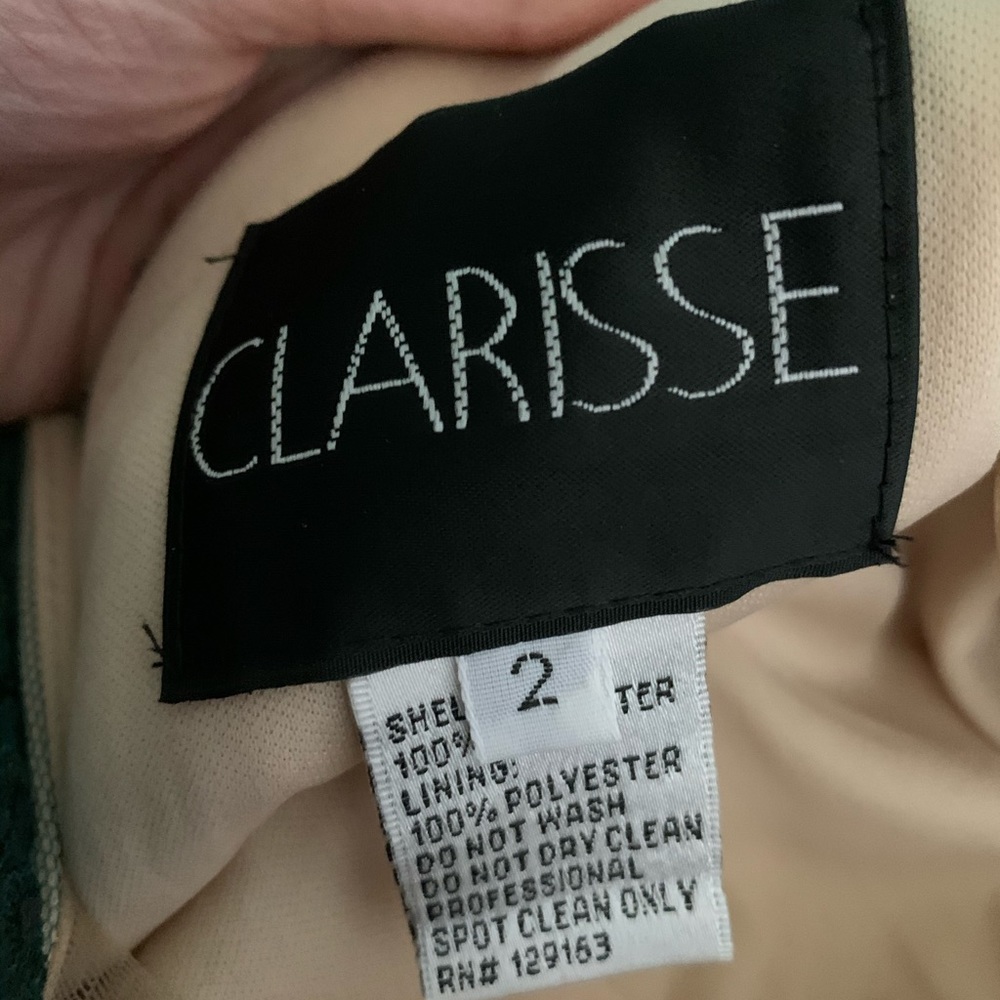 CLARISSE
2
SHEL TER
100%
LINING:
100% POLYESTER
DO NOT WASH
DO NOT DRY CLEAN
PROFESSIONAL
SPOT CLEAN ONLY
RN# 129163